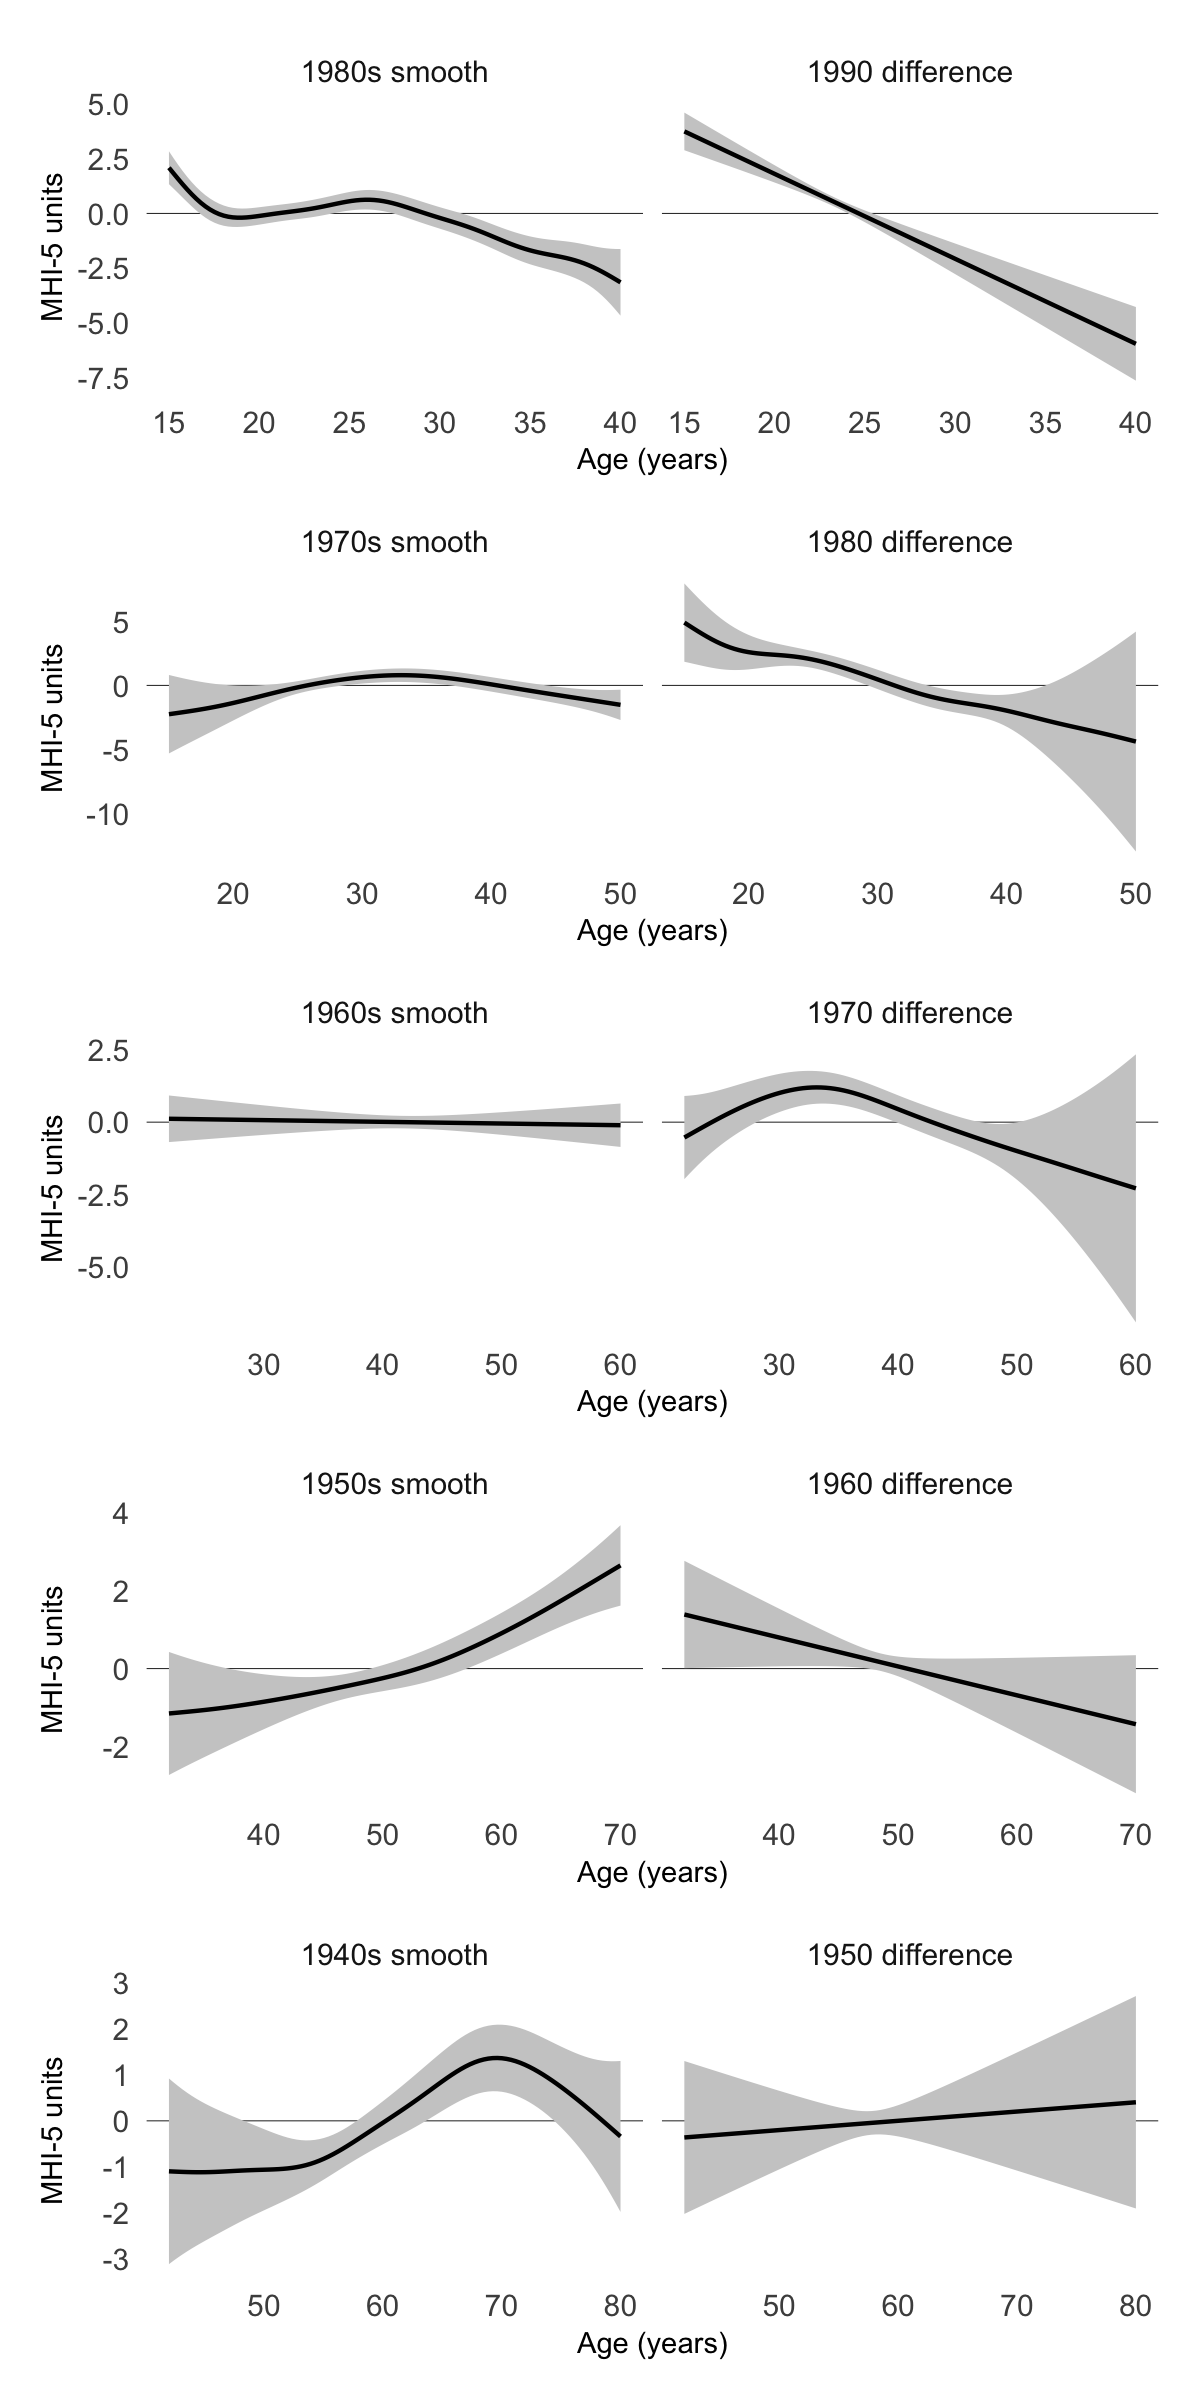 1980s smooth 1990 difference
5.0
2.5
0.0
-2.5
-5.0
-7.5
MHI-5 units
15 20 25 30 35 40 15 20 25 30 35 40
Age (years)
1970s smooth 1980 difference
5
0
-5
-10
MHI-5 units
20 30 40 50 20 30 40 50
Age (years)
1960s smooth 1970 difference
2.5
0.0
-2.5
-5.0
MHI-5 units
30 40 50 60 30 40 50 60
Age (years)
1950s smooth 1960 difference
4
2
0
-2
MHI-5 units
40 50 60 70 40 50 60 70
Age (years)
1940s smooth 1950 difference
3
2
1
0
-1
-2
-3
MHI-5 units
50 60 70 80 50 60 70 80
Age (years)